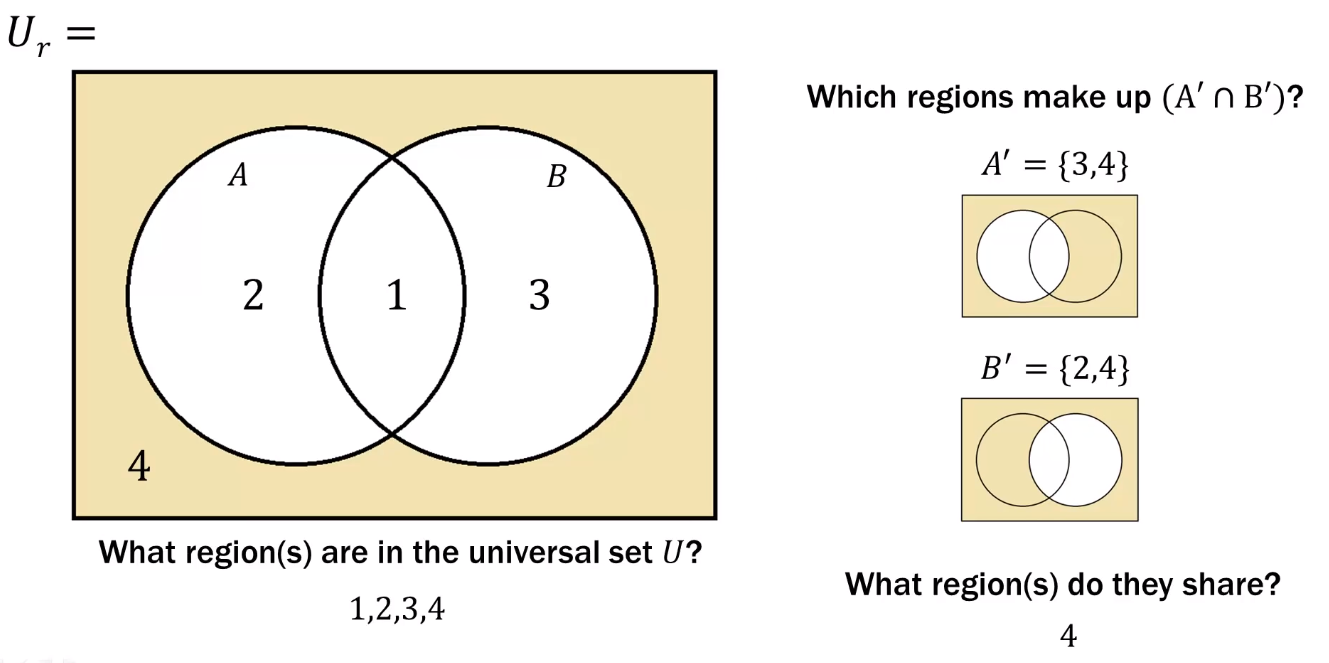 Uᵣ =
A
B
2
1
3
4
What region(s) are in the universal set U?
1,2,3,4
Which regions make up (A′ ∩ B′)?
A′ = {3,4}
B′ = {2,4}
What region(s) do they share?
4